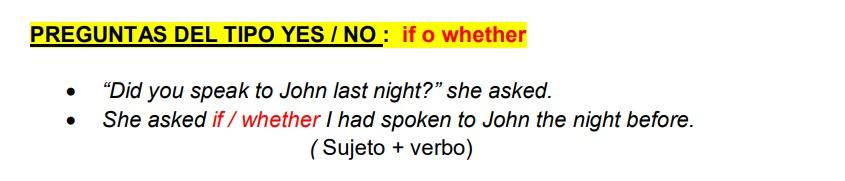 PREGUNTAS DEL TIPO YES / NO : if o whether
• “Did you speak to John last night?” she asked.
• She asked if / whether I had spoken to John the night before.
( Sujeto + verbo)